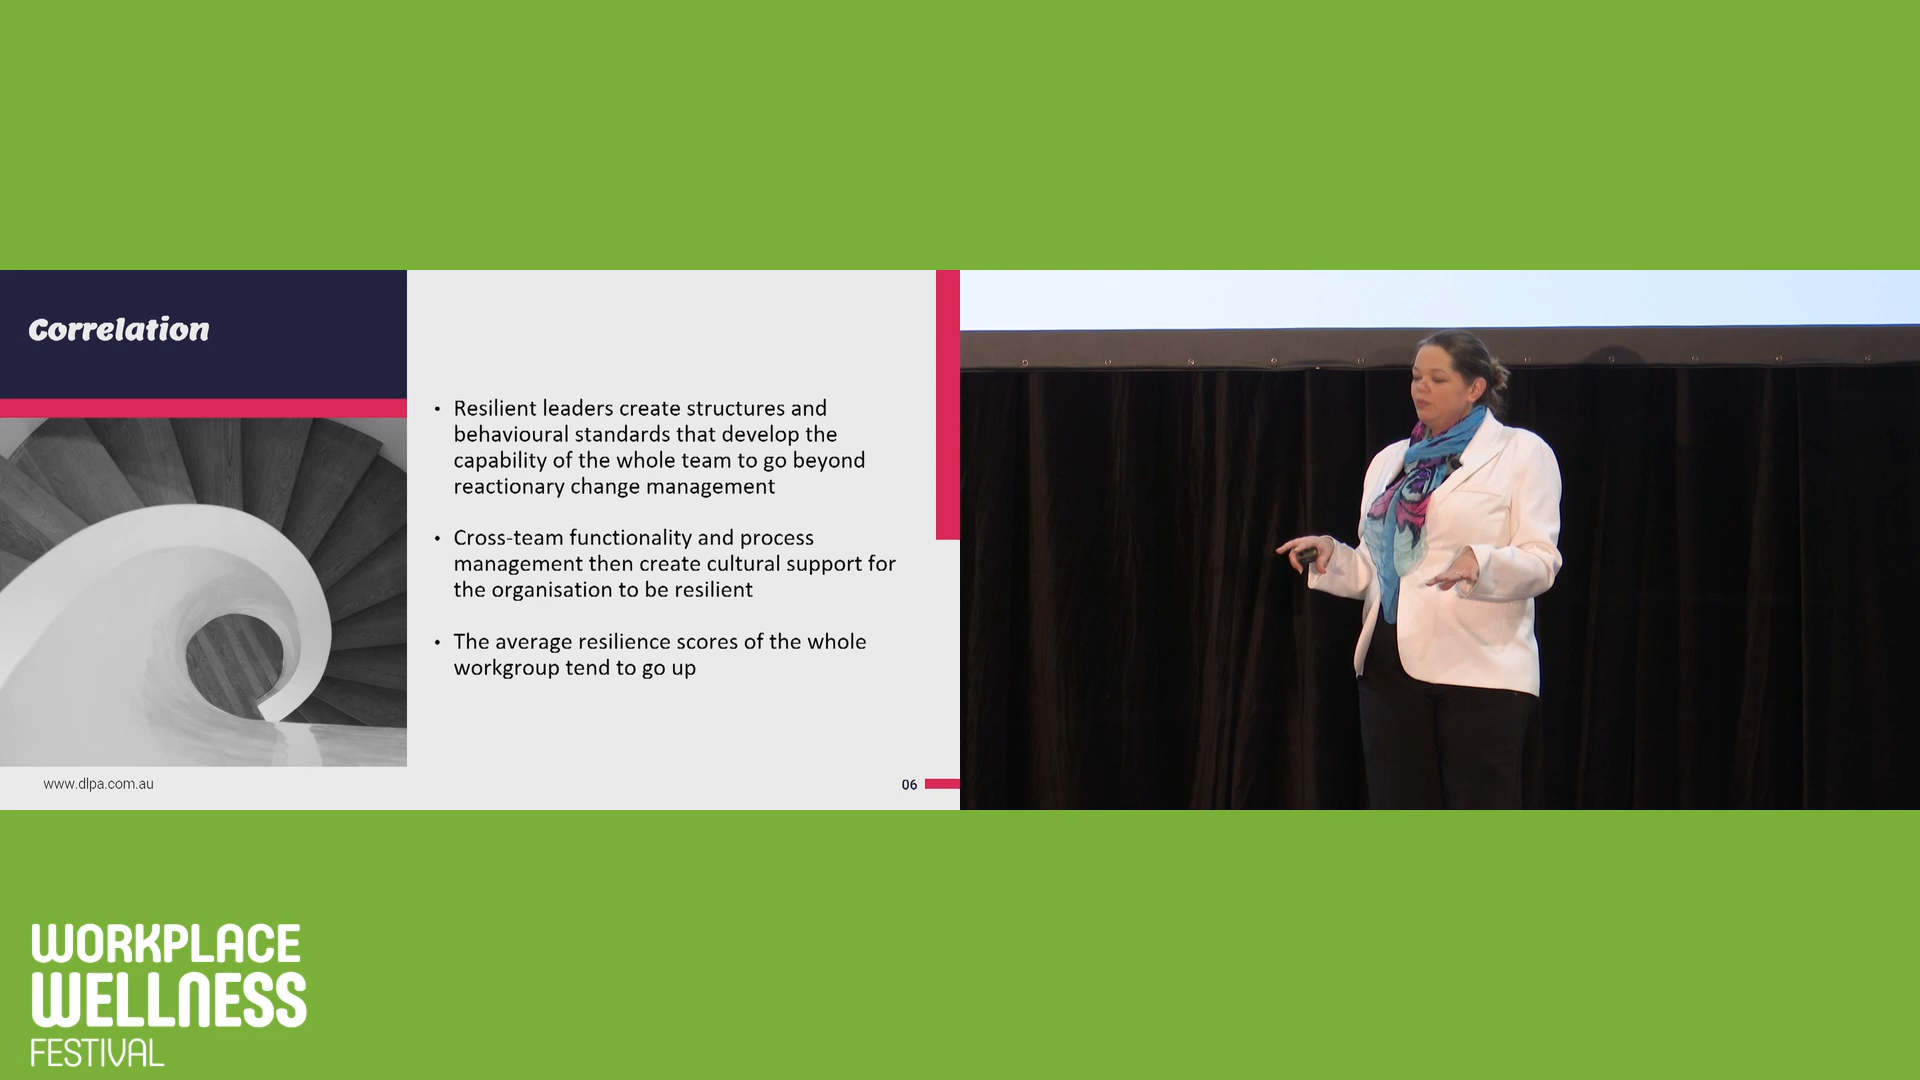 Correlation
• Resilient leaders create structures and
behavioural standards that develop the
capability of the whole team to go beyond
reactionary change management
• Cross-team functionality and process
management then create cultural support for
the organisation to be resilient
• The average resilience scores of the whole
workgroup tend to go up
www.dlpa.com.au
06
WORKPLACE
WELLNESS
FESTIVAL